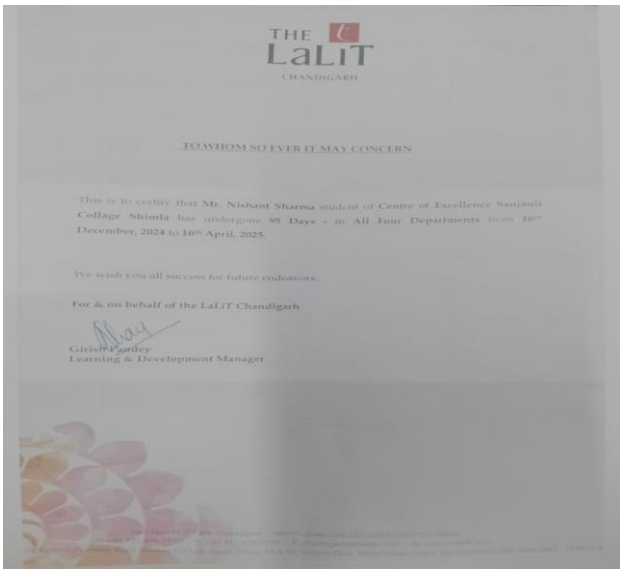 THE
LaLiT
CHANDIGARH
TO WHOM SO EVER IT MAY CONCERN
This is to certify that Mr. Nishant Sharma student of Centre of Excellence Sanjauli
Collage Shimla has undergone 95 Days - in All Four Departments from 16th
December, 2024 to 16th April, 2025.
We wish you all success for future endeavors.
For & on behalf of the LaLiT Chandigarh
Girish Pandey
Learning & Development Manager